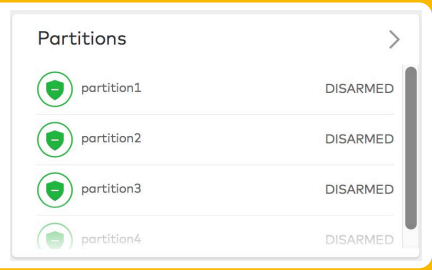 Partitions
partition1 DISARMED
partition2 DISARMED
partition3 DISARMED
partition4 DISARMED